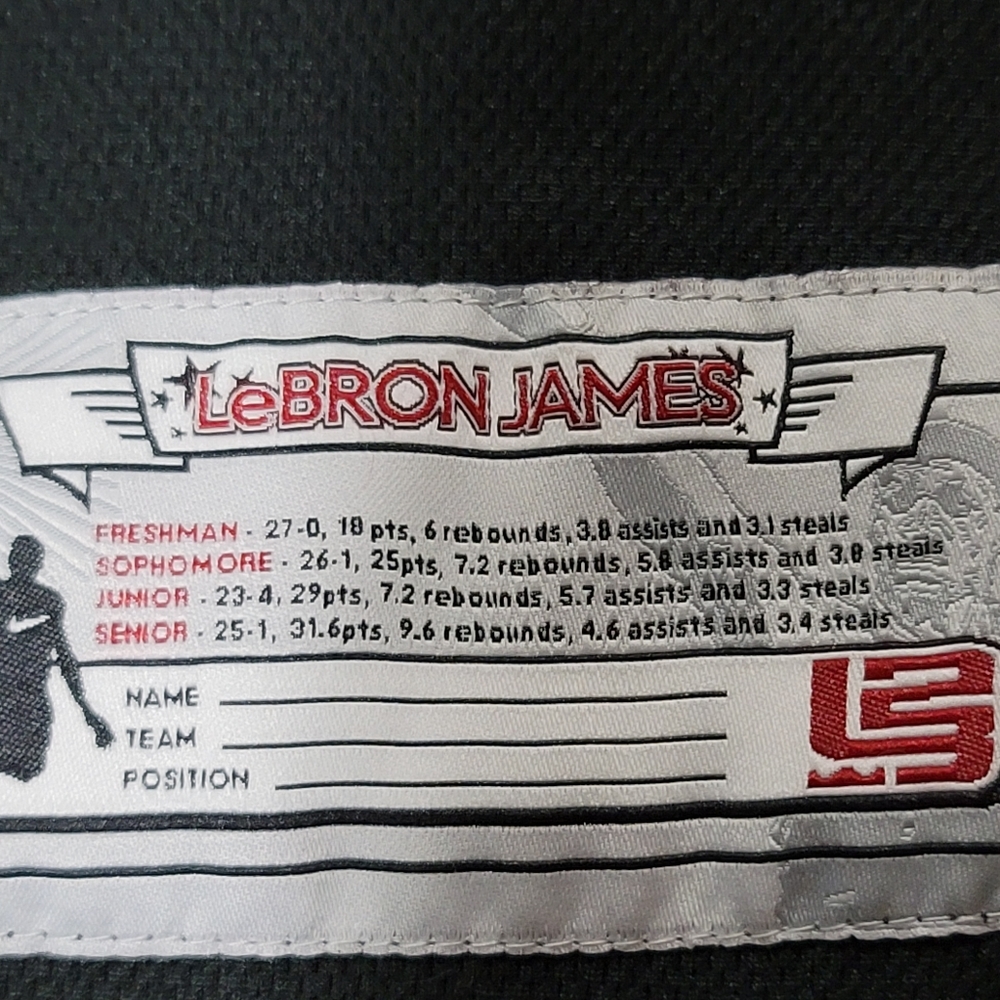 LeBRON JAMES
FRESHMAN - 27-0, 18 pts, 6 rebounds, 3.8 assists and 3.1 steals
SOPHOMORE - 26-1, 25pts, 7.2 rebounds, 5.8 assists and 3.8 steals
JUNIOR - 23-4, 29pts, 7.2 rebounds, 5.7 assists and 3.3 steals
SENIOR - 25-1, 31.6pts, 9.6 rebounds, 4.6 assists and 3.4 steals
NAME
TEAM
POSITION